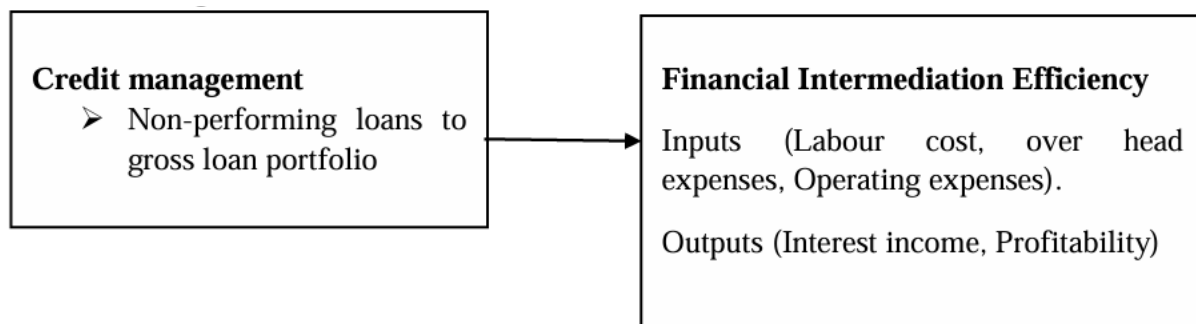 Credit management
➢ Non-performing loans to
gross loan portfolio
Financial Intermediation Efficiency
Inputs (Labour cost, over head
expenses, Operating expenses).
Outputs (Interest income, Profitability)